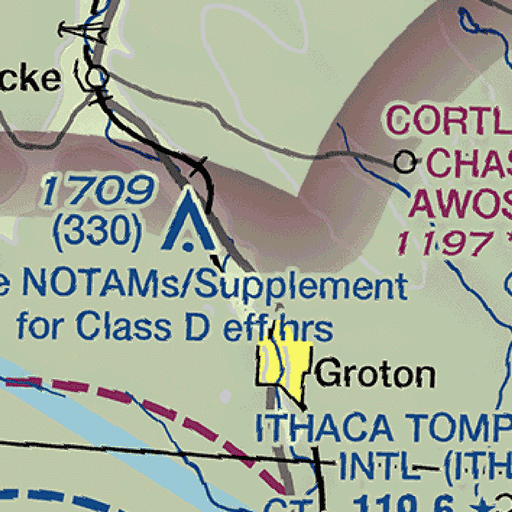 cke
CORTL
CHAS
AWOS
1197 *
1709
(330)
e NOTAMs/Supplement
for Class D eff hrs
Groton
ITHACA TOMP
INTL (ITH
CT
119.6